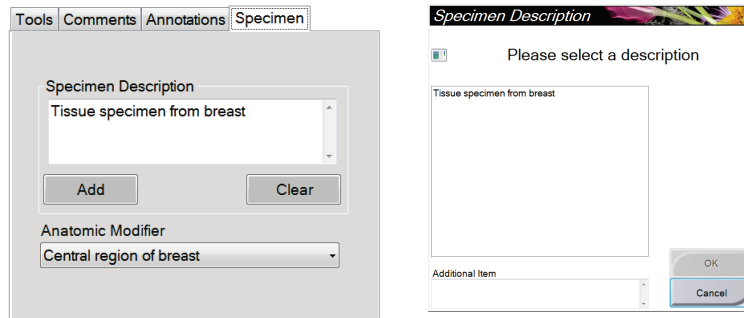 Tools Comments Annotations Specimen
Specimen Description
Tissue specimen from breast
Add Clear
Anatomic Modifier
Central region of breast
Specimen Description
Please select a description
Tissue specimen from breast
Additional Item
OK
Cancel